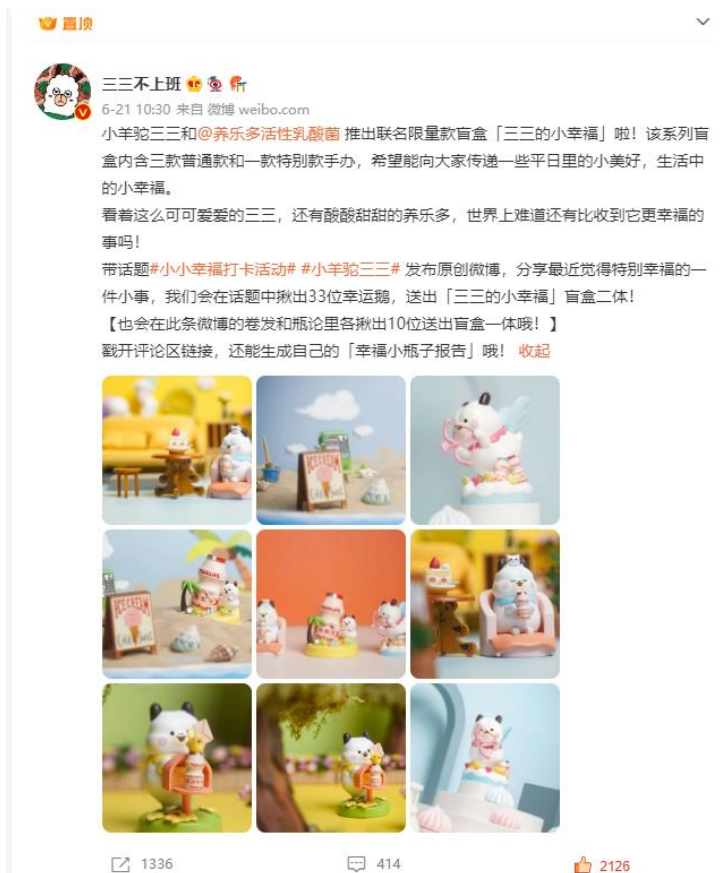 置顶
三三不上班
6-21 10:30 来自 微博 weibo.com
小羊驼三三和@养乐多活性乳酸菌 推出联名限量款盲盒「三三的小幸福」啦！该系列盲
盒内含三款普通款和一款特别款手办，希望能向大家传递一些平日里的小美好，生活中
的小幸福。
看着这么可可爱爱的三三，还有酸酸甜甜的养乐多，世界上难道还有比收到它更幸福的
事吗！
带话题#小小幸福打卡活动# #小羊驼三三# 发布原创微博，分享最近觉得特别幸福的一
件小事，我们会在话题中揪出33位幸运鹅，送出「三三的小幸福」盲盒二体！
【也会在此条微博的卷发和瓶论里各揪出10位送出盲盒一体哦！】
戳开评论区链接，还能生成自己的「幸福小瓶子报告」哦！ 收起
ICECREAM
ICECREAM
1336 414 2126